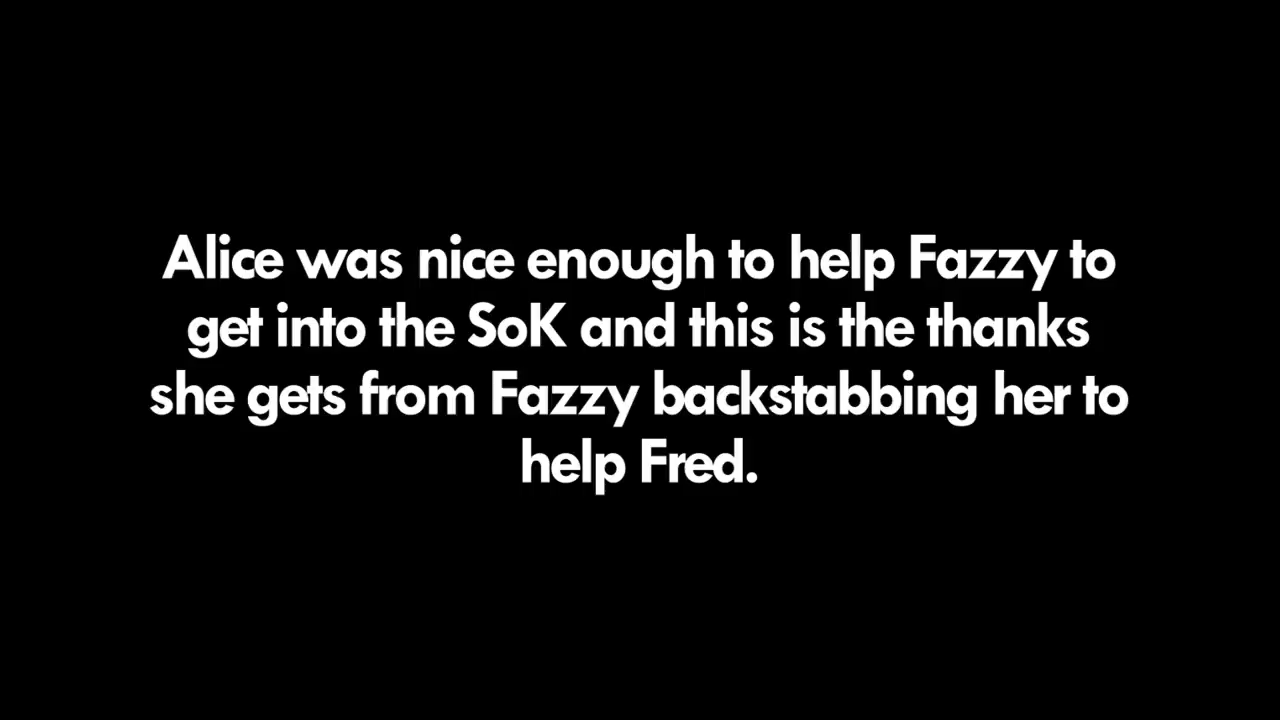 Alice was nice enough to help Fazzy to
get into the SoK and this is the thanks
she gets from Fazzy backstabbing her to
help Fred.